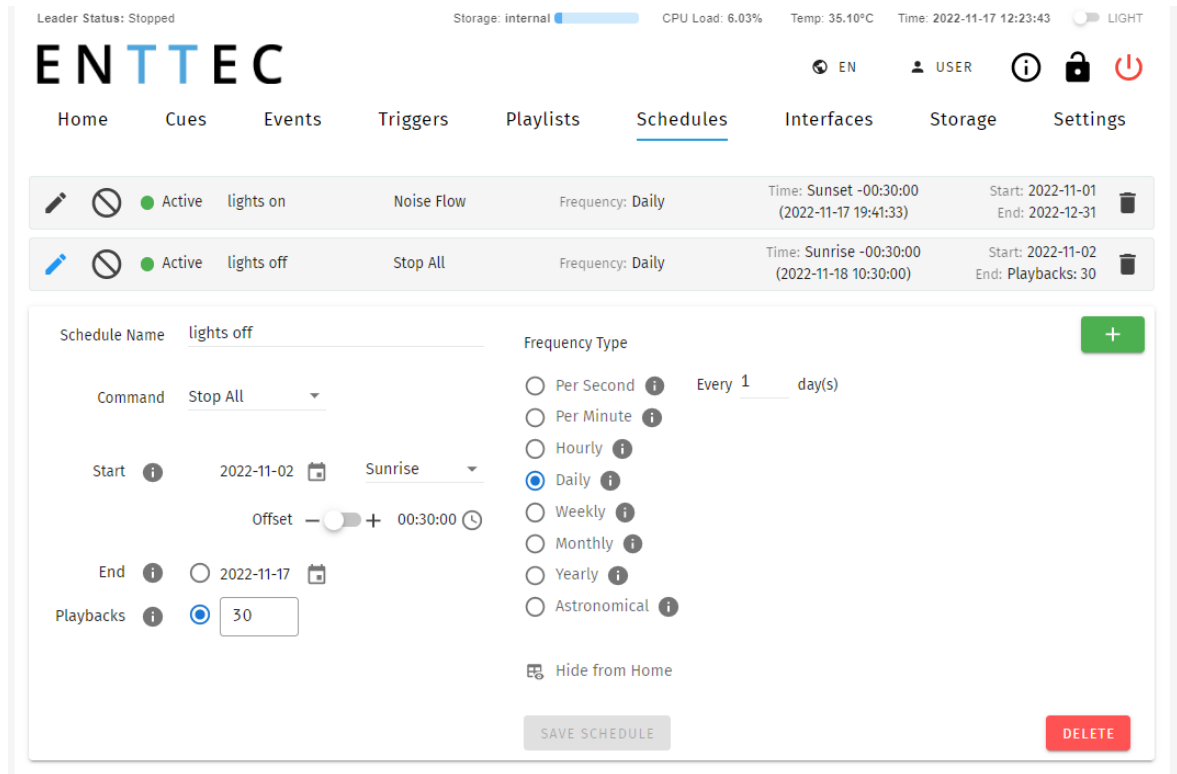 Leader Status: Stopped Storage: internal CPU Load: 6.03% Temp: 35.10°C Time: 2022-11-17 12:23:43 LIGHT
ENTTEC
EN USER
Home Cues Events Triggers Playlists Schedules Interfaces Storage Settings
Active lights on Noise Flow Frequency: Daily Time: Sunset -00:30:00 Start: 2022-11-01
(2022-11-17 19:41:33) End: 2022-12-31
Active lights off Stop All Frequency: Daily Time: Sunrise -00:30:00 Start: 2022-11-02
(2022-11-18 10:30:00) End: Playbacks: 30
Schedule Name lights off
Frequency Type
Command Stop All
Per Second Every 1 day(s)
Per Minute
Hourly
Start 2022-11-02 Sunrise
Daily
Offset − + 00:30:00
Weekly
Monthly
End 2022-11-17
Yearly
Playbacks 30
Astronomical
Hide from Home
SAVE SCHEDULE DELETE